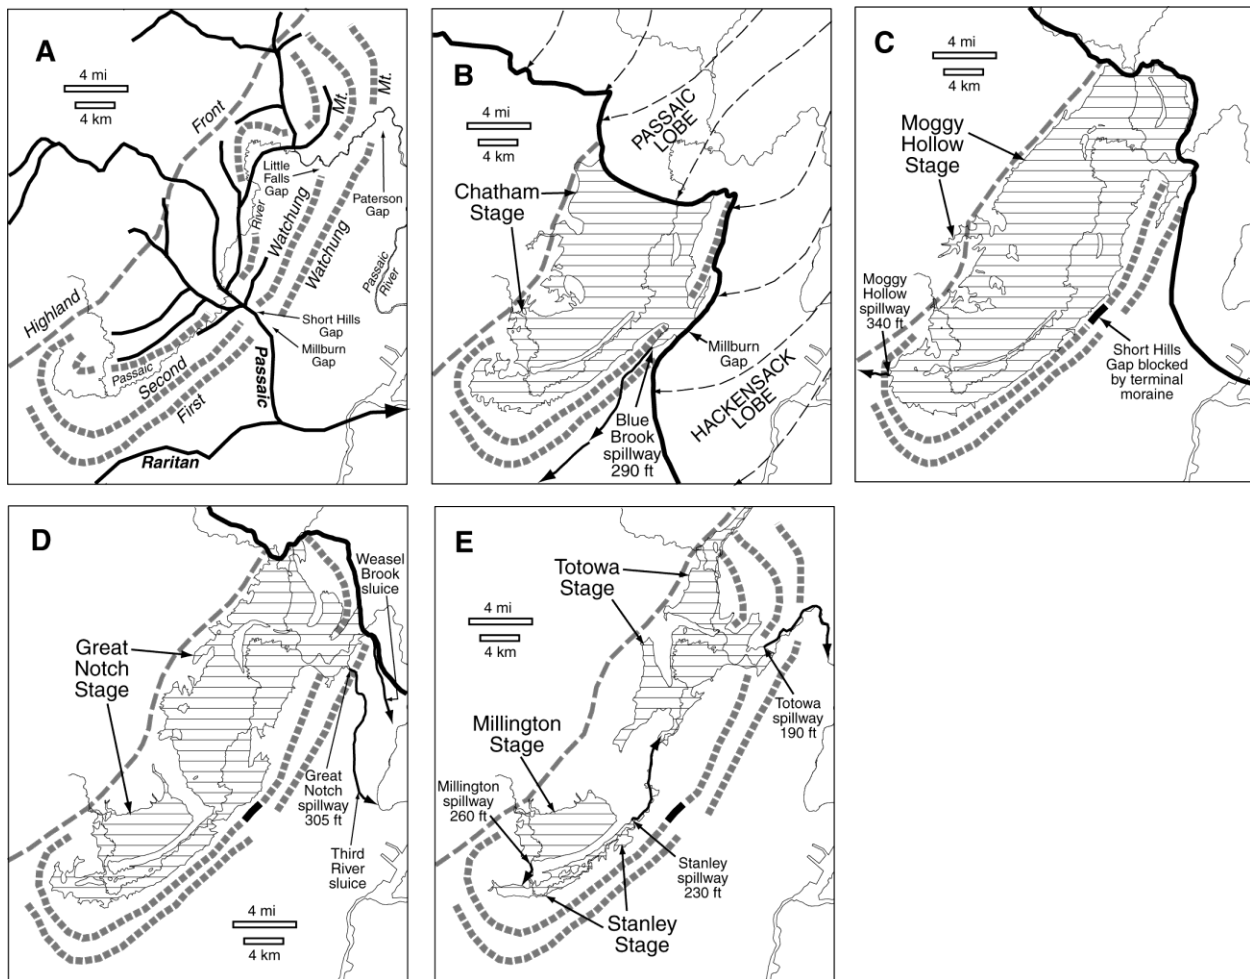 A
4 mi
4 km
Front
Mt.
Mt.
Little
Falls
Gap
River
Watchung
Watchung
Paterson
Gap
Passaic
River
Highland
Short Hills
Gap
Millburn
Gap
Passaic
Second
First
Passaic
Raritan
B
4 mi
4 km
PASSAIC
LOBE
Chatham
Stage
Millburn
Gap
HACKENSACK
LOBE
Blue
Brook
spillway
290 ft
C
4 mi
4 km
Moggy
Hollow
Stage
Moggy
Hollow
spillway
340 ft
Short Hills
Gap blocked
by terminal
moraine
D
Weasel
Brook
sluice
Great
Notch
Stage
Great
Notch
spillway
305 ft
Third
River
sluice
4 mi
4 km
E
4 mi
4 km
Totowa
Stage
Totowa
spillway
190 ft
Millington
Stage
Millington
spillway
260 ft
Stanley
spillway
230 ft
Stanley
Stage